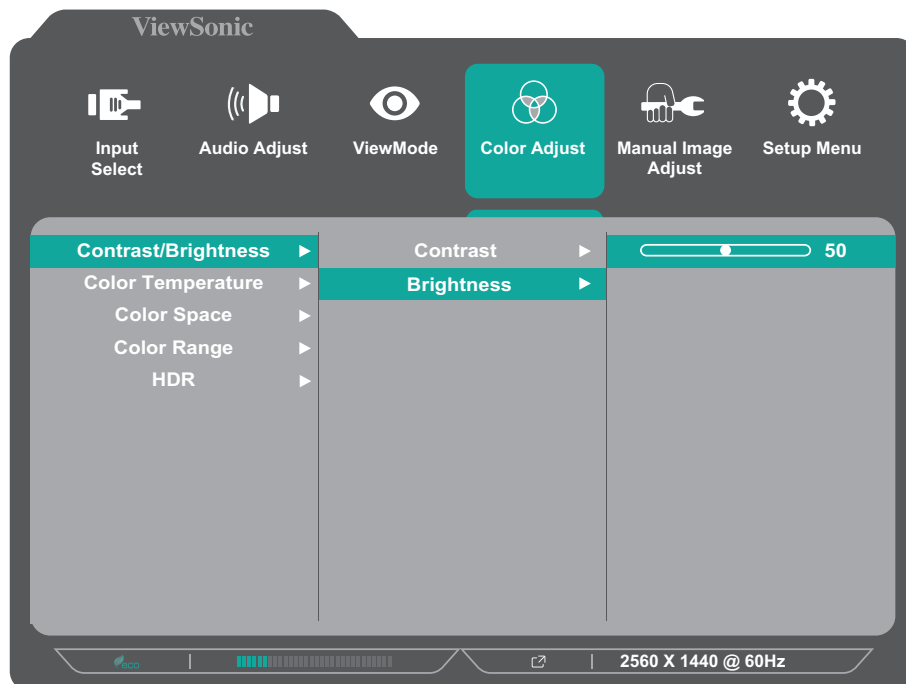 ViewSonic
Input Select
Audio Adjust
ViewMode
Color Adjust
Manual Image Adjust
Setup Menu
Contrast/Brightness
Contrast
50
Color Temperature
Brightness
Color Space
Color Range
HDR
eco
2560 X 1440 @ 60Hz